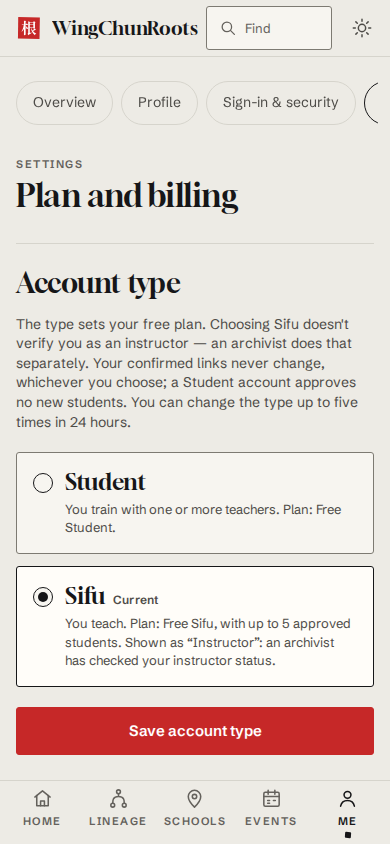 根 WingChunRoots
Find
Overview
Profile
Sign-in & security
SETTINGS
Plan and billing
Account type
The type sets your free plan. Choosing Sifu doesn't
verify you as an instructor — an archivist does that
separately. Your confirmed links never change,
whichever you choose; a Student account approves
no new students. You can change the type up to five
times in 24 hours.
Student
You train with one or more teachers. Plan: Free
Student.
Sifu Current
You teach. Plan: Free Sifu, with up to 5 approved
students. Shown as “Instructor”: an archivist
has checked your instructor status.
Save account type
HOME
LINEAGE
SCHOOLS
EVENTS
ME